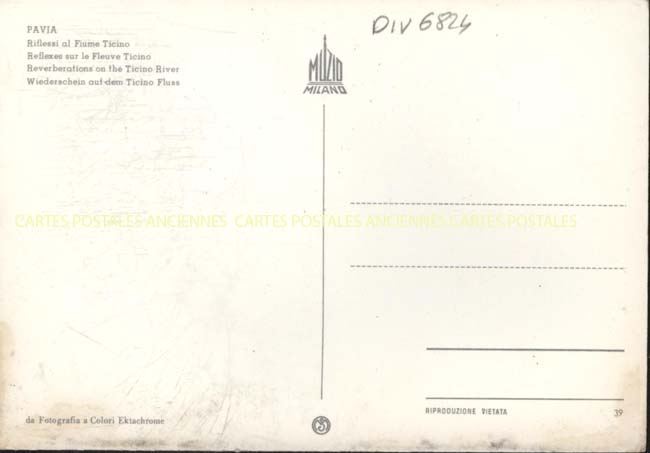 PAVIA
Riflessi al Fiume Ticino
Reflexes sur le Fleuve Ticino
Reverberations on the Ticino River
Wiederschein auf dem Ticino Fluss
DIV 6824
MUZIO
MILANO
CARTES POSTALES ANCIENNES CARTES POSTALES ANCIENNES CARTES POSTALES
da Fotografia a Colori Ektachrome
RIPRODUZIONE VIETATA 39